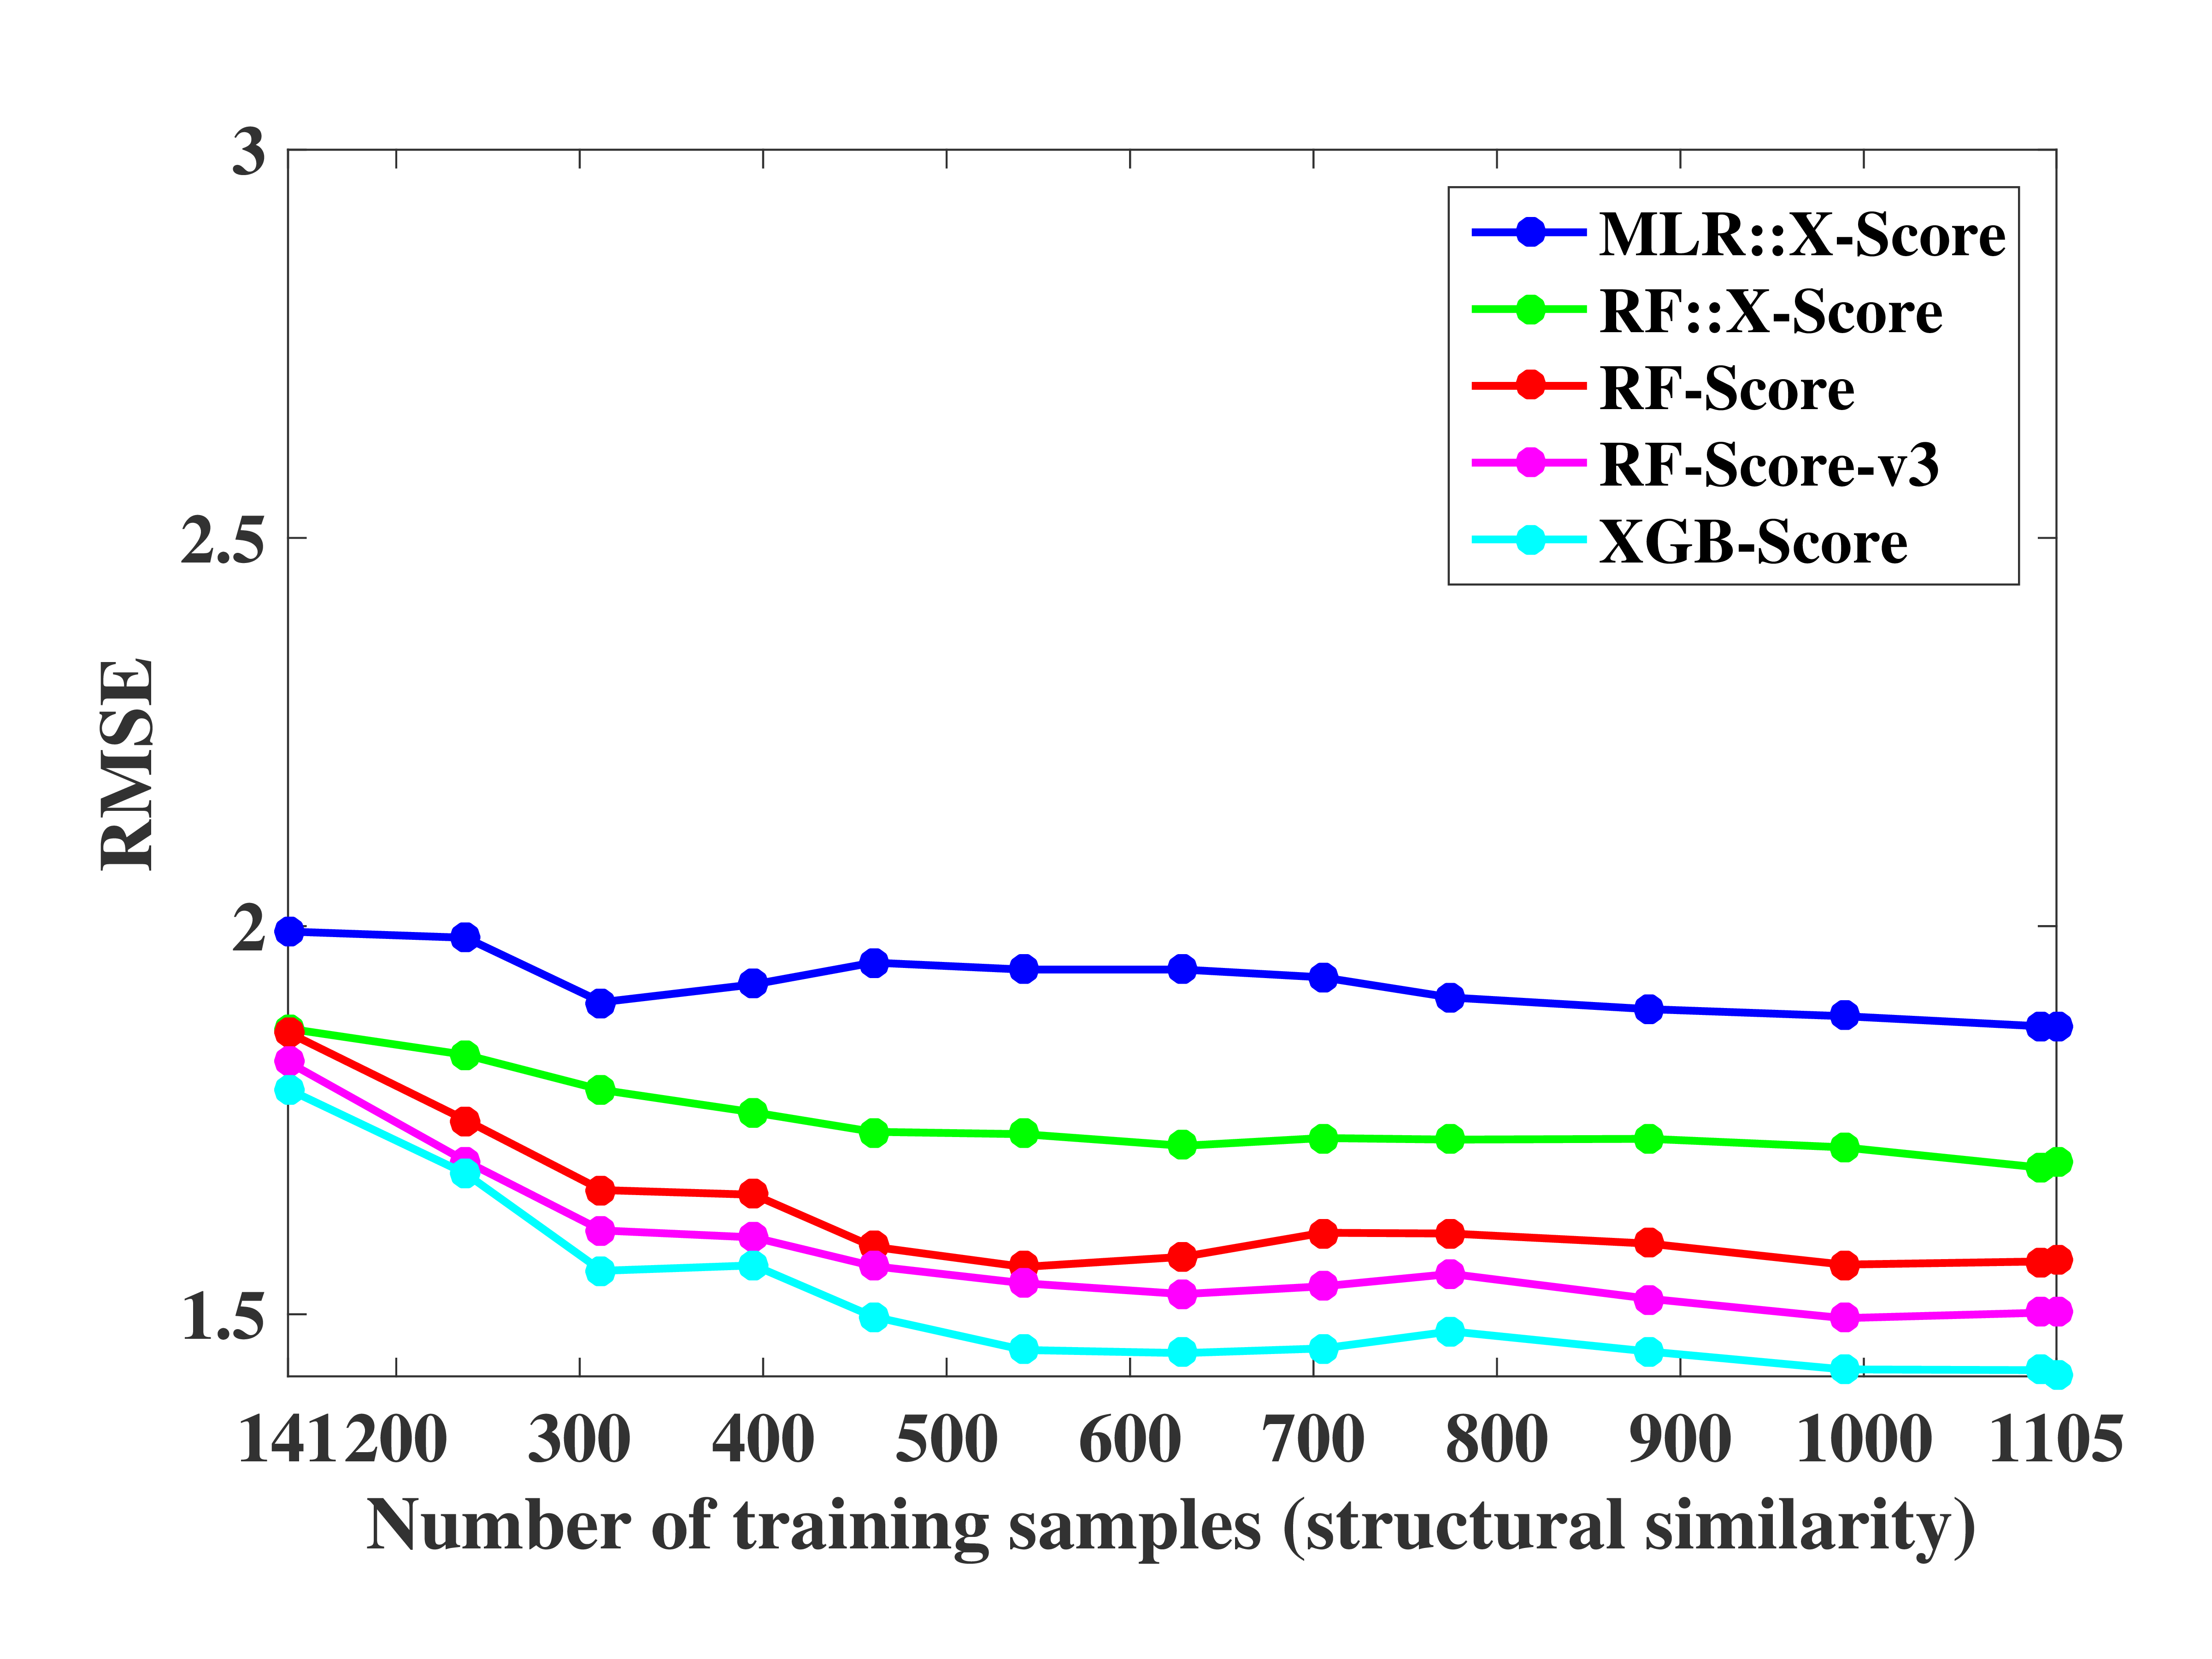 3
MLR::X-Score
RF::X-Score
RF-Score
RF-Score-v3
XGB-Score
2.5
RMSE
2
1.5
141 200 300 400 500 600 700 800 900 1000 1105
Number of training samples (structural similarity)